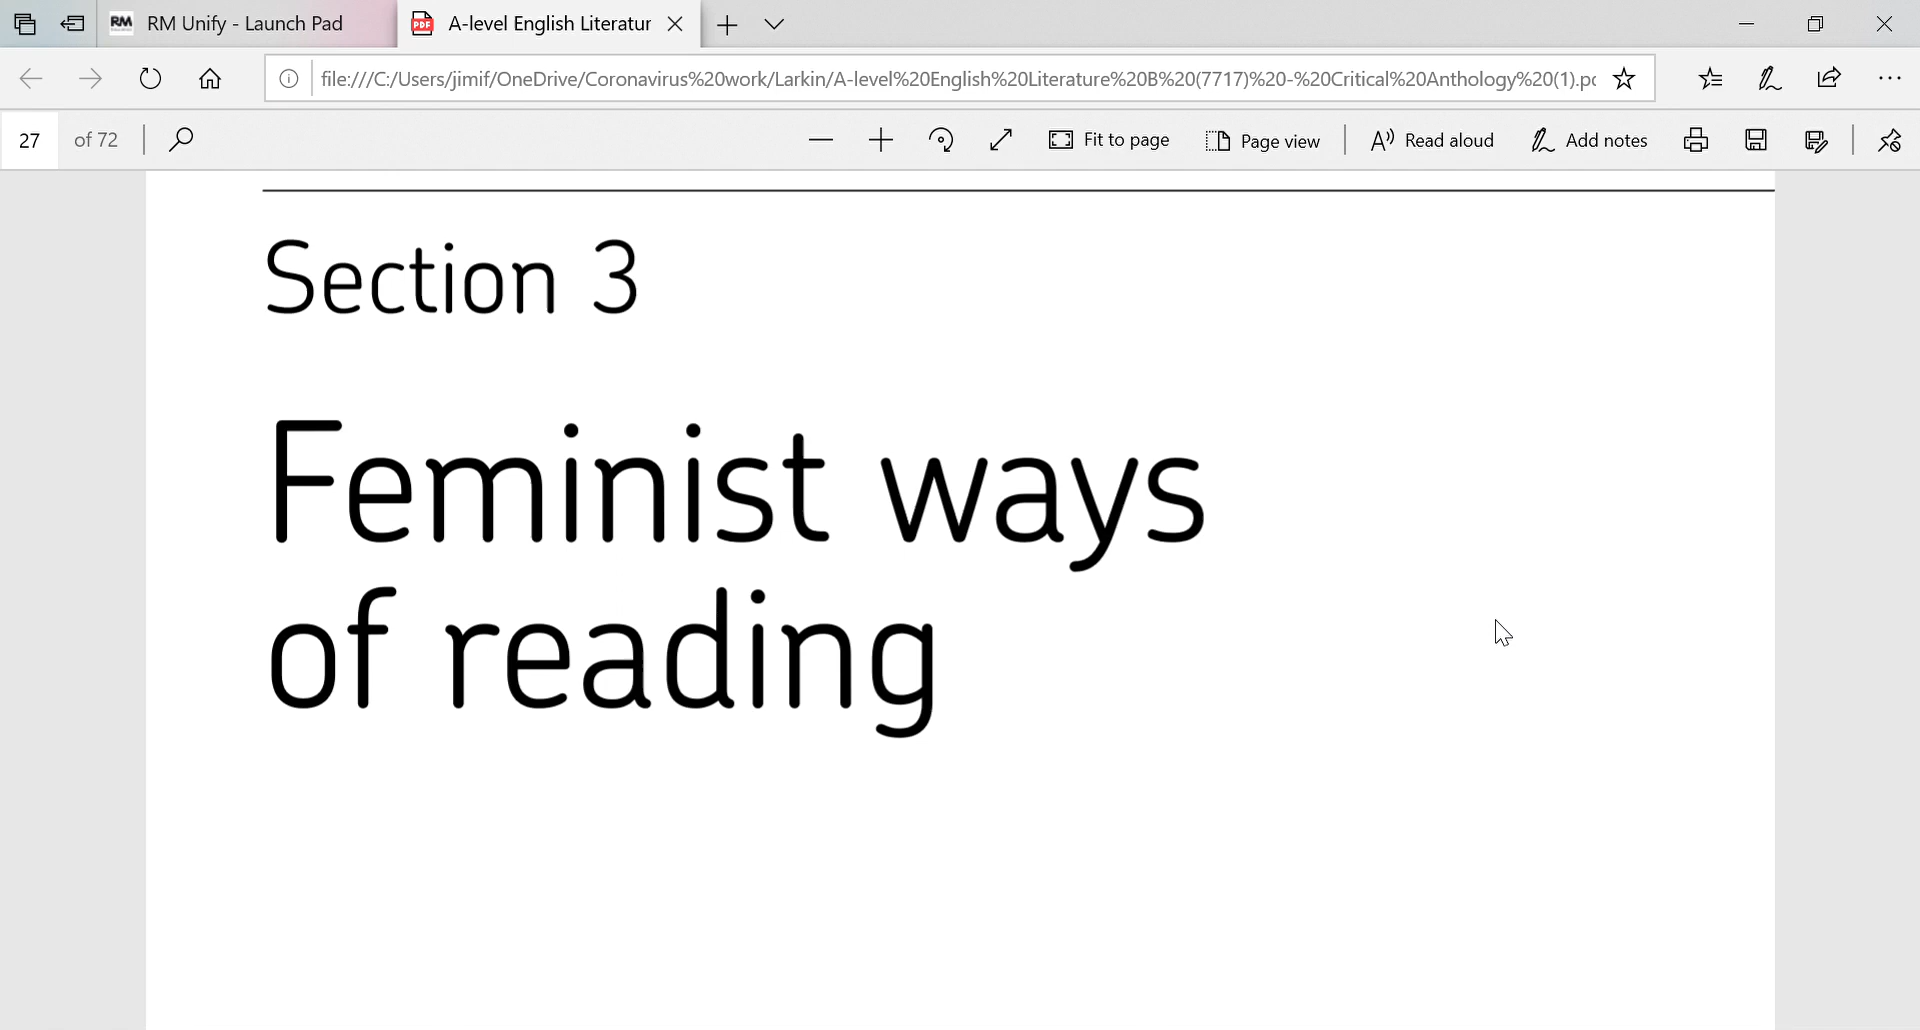 RM Unify - Launch Pad
PDF
A-level English Literatur
file:///C:/Users/jimif/OneDrive/Coronavirus%20work/Larkin/A-level%20English%20Literature%20B%20(7717)%20-%20Critical%20Anthology%20(1).pc
27 of 72
Fit to page
Page view
Read aloud
Add notes
Section 3
Feminist ways
of reading